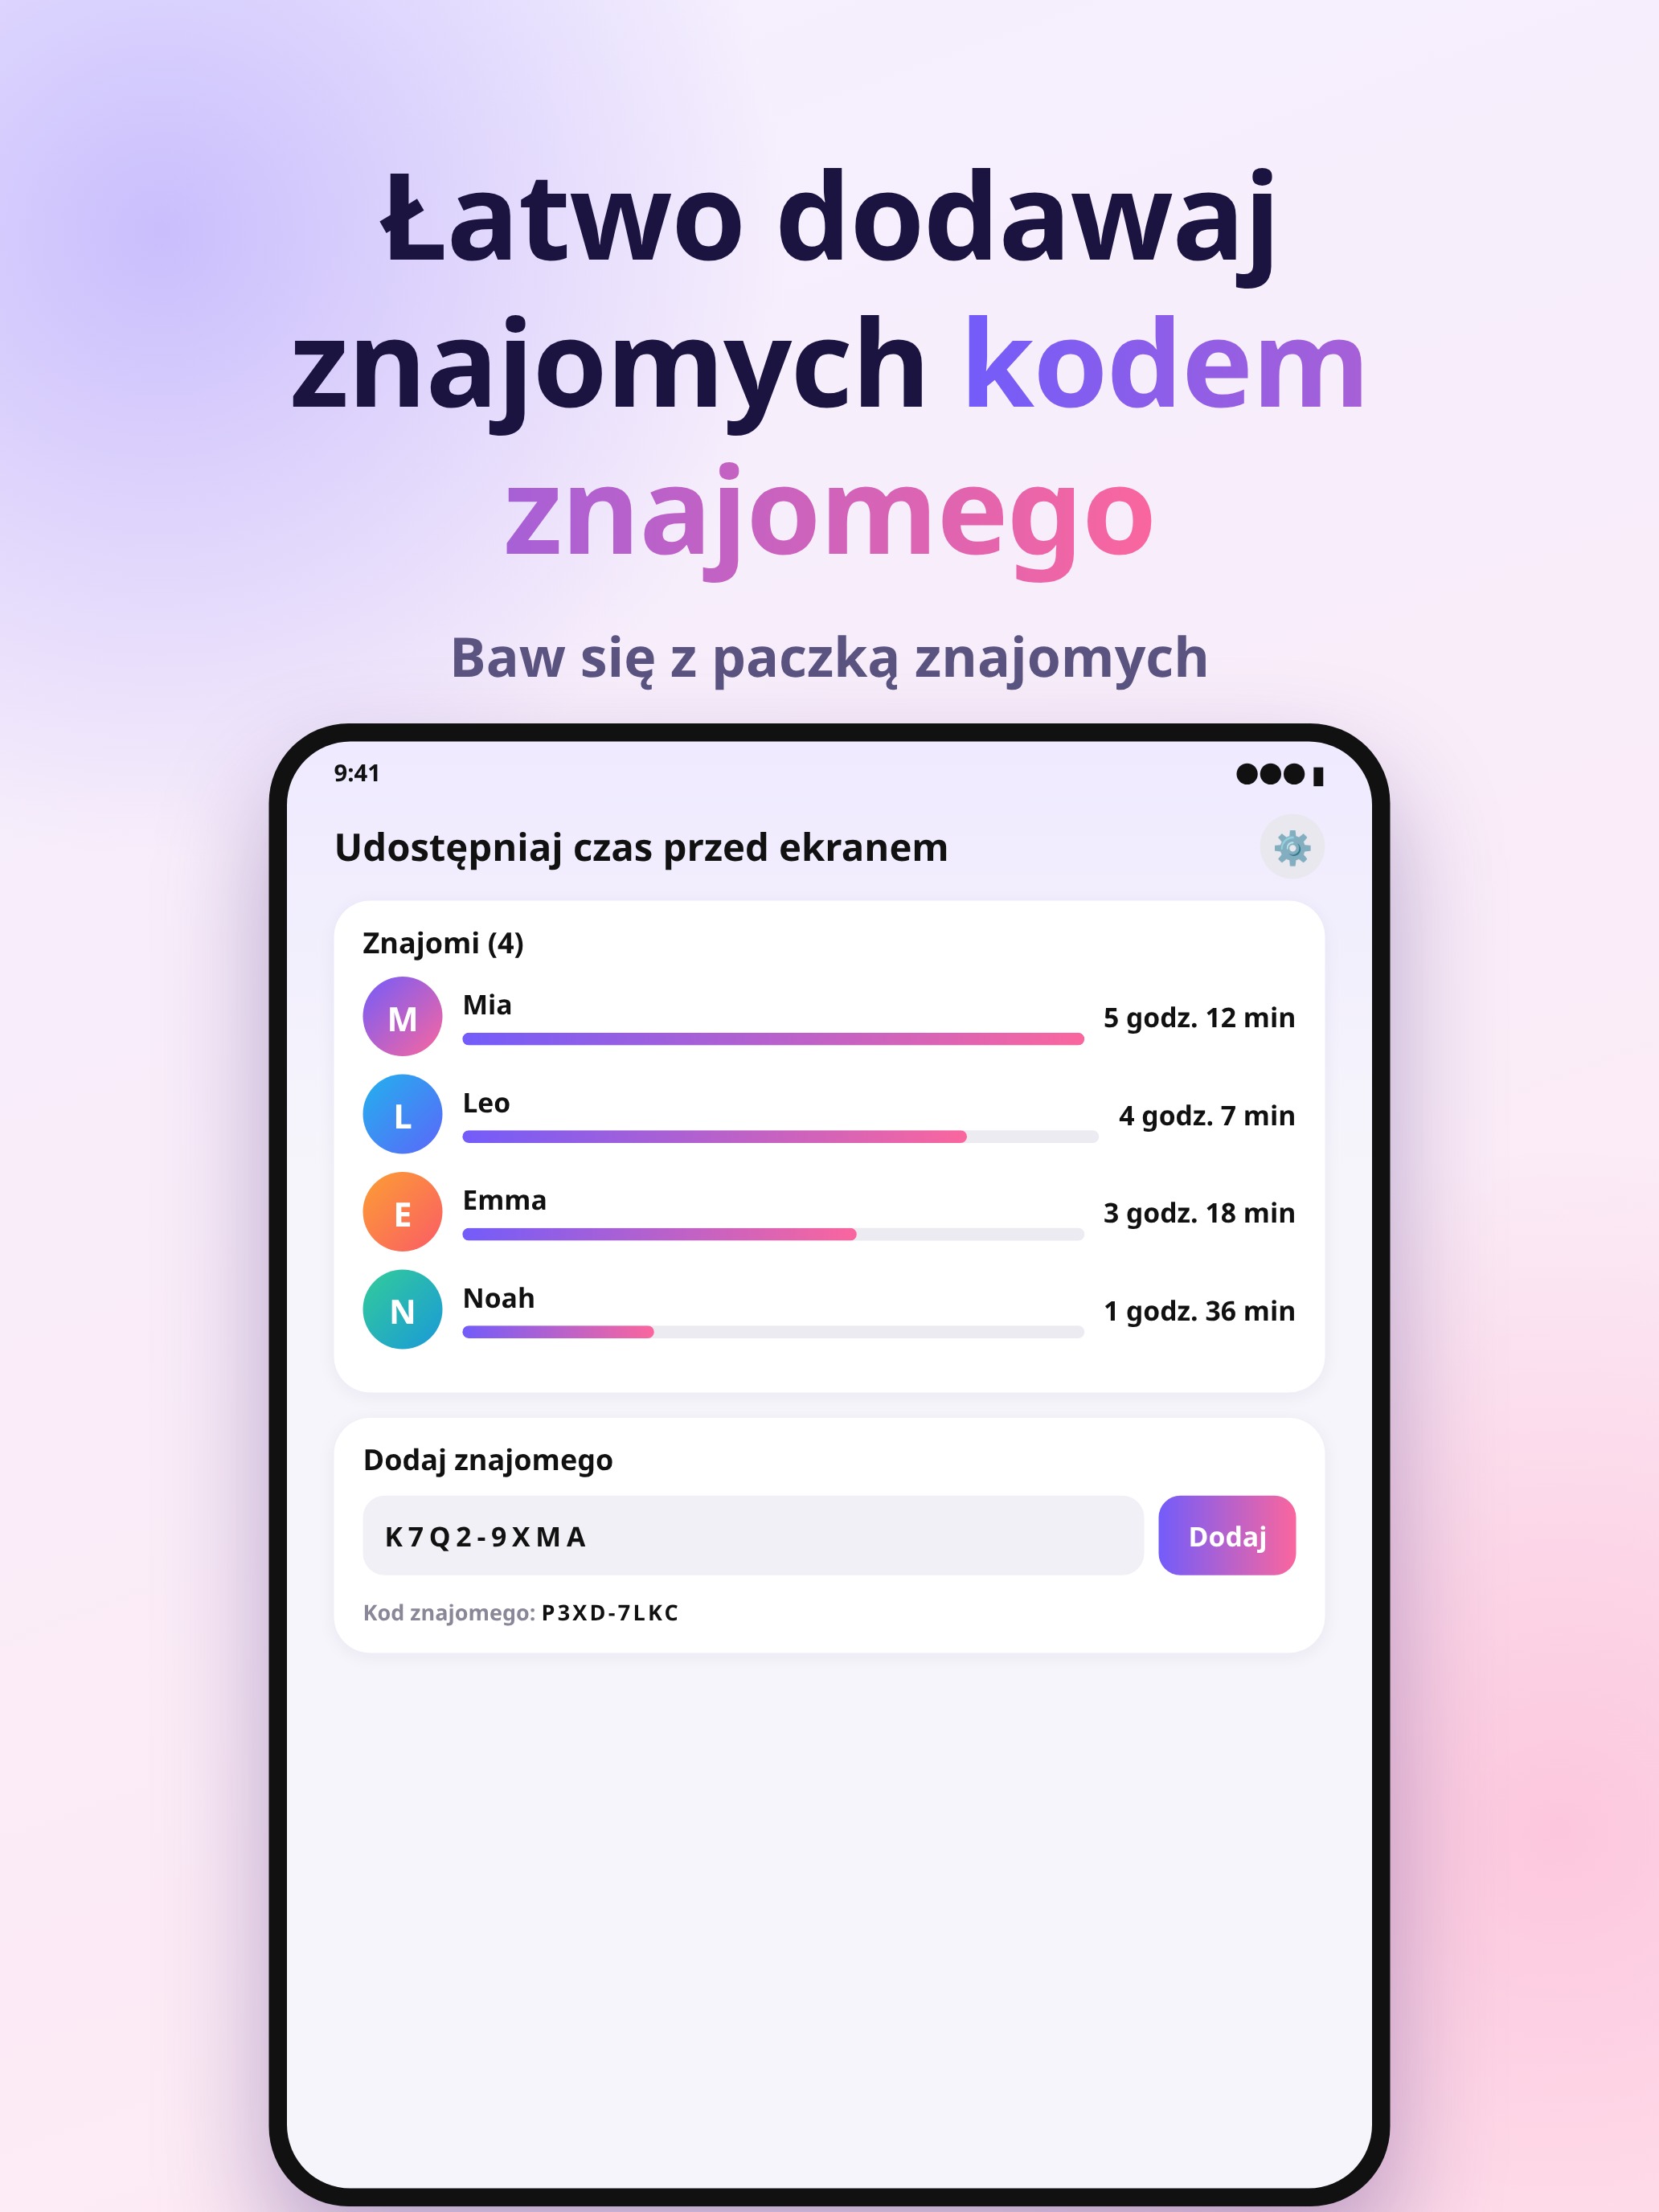 Łatwo dodawaj
znajomych kodem
znajomego
Baw się z paczką znajomych
9:41
Udostępniaj czas przed ekranem
Znajomi (4)
M
Mia
5 godz. 12 min
L
Leo
4 godz. 7 min
E
Emma
3 godz. 18 min
N
Noah
1 godz. 36 min
Dodaj znajomego
K7Q2-9XMA
Dodaj
Kod znajomego: P3XD-7LKC